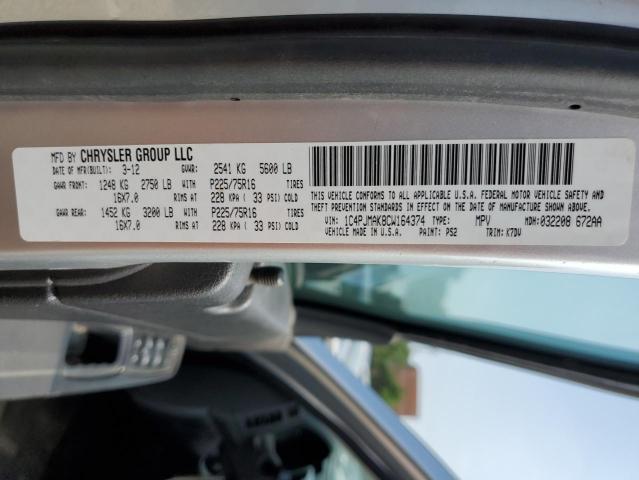 MFD BY CHRYSLER GROUP LLC
DATE OF MFR(BUILT): 3-12 GVWR: 2541 KG 5600 LB
GAWR FRONT: 1248 KG 2750 LB WITH P225/75R16 TIRES
16X7.0 RIMS AT 228 KPA ( 33 PSI) COLD
GAWR REAR: 1452 KG 3200 LB WITH P225/75R16 TIRES
16X7.0 RIMS AT 228 KPA ( 33 PSI) COLD
THIS VEHICLE CONFORMS TO ALL APPLICABLE U.S.A. FEDERAL MOTOR VEHICLE SAFETY AND
THEFT PREVENTION STANDARDS IN EFFECT ON THE DATE OF MANUFACTURE SHOWN ABOVE.
VIN: 1C4PJMAK8CW164374 TYPE: MPV MDH: 032208 672AA
VEHICLE MADE IN U.S.A. PAINT: PS2 TRIM: K7DV